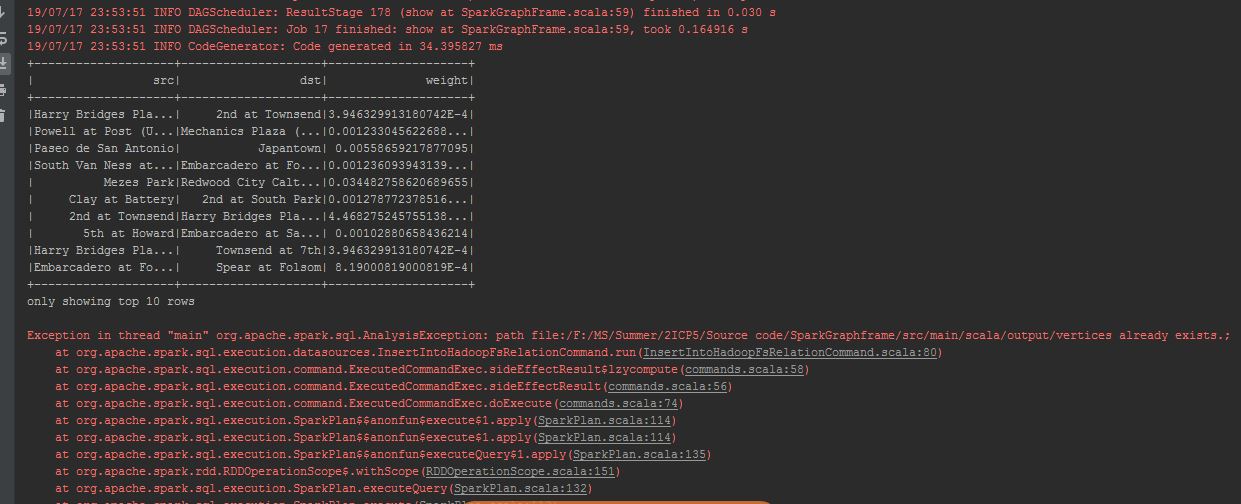 19/07/17 23:53:51 INFO DAGScheduler: ResultStage 178 (show at SparkGraphFrame.scala:59) finished in 0.030 s
19/07/17 23:53:51 INFO DAGScheduler: Job 17 finished: show at SparkGraphFrame.scala:59, took 0.164916 s
19/07/17 23:53:51 INFO CodeGenerator: Code generated in 34.395827 ms
+--------------------+--------------------+--------------------+
|                 src|                 dst|              weight|
+--------------------+--------------------+--------------------+
|Harry Bridges Pla...|     2nd at Townsend|3.946329913180742E-4|
|Powell at Post (U...|Mechanics Plaza (...|0.001233045622688...|
|Paseo de San Antonio|           Japantown| 0.00558659217877095|
|South Van Ness at...|Embarcadero at Fo...|0.001236093943139...|
|          Mezes Park|Redwood City Calt...|0.034482758620689655|
|     Clay at Battery|   2nd at South Park|0.001278772378516...|
|     2nd at Townsend|Harry Bridges Pla...|4.468275245755138...|
|       5th at Howard|Embarcadero at Sa...| 0.00102880658436214|
|Harry Bridges Pla...|     Townsend at 7th|3.946329913180742E-4|
|Embarcadero at Fo...|     Spear at Folsom| 8.19000819000819E-4|
+--------------------+--------------------+--------------------+
only showing top 10 rows
Exception in thread "main" org.apache.spark.sql.AnalysisException: path file:/F:/MS/Summer/2ICP5/Source code/SparkGraphframe/src/main/scala/output/vertices already exists.;
at org.apache.spark.sql.execution.datasources.InsertIntoHadoopFsRelationCommand.run(InsertIntoHadoopFsRelationCommand.scala:80)
at org.apache.spark.sql.execution.command.ExecutedCommandExec.sideEffectResult$lzycompute(commands.scala:58)
at org.apache.spark.sql.execution.command.ExecutedCommandExec.sideEffectResult(commands.scala:56)
at org.apache.spark.sql.execution.command.ExecutedCommandExec.doExecute(commands.scala:74)
at org.apache.spark.sql.execution.SparkPlan$$anonfun$execute$1.apply(SparkPlan.scala:114)
at org.apache.spark.sql.execution.SparkPlan$$anonfun$execute$1.apply(SparkPlan.scala:114)
at org.apache.spark.sql.execution.SparkPlan$$anonfun$executeQuery$1.apply(SparkPlan.scala:135)
at org.apache.spark.rdd.RDDOperationScope$.withScope(RDDOperationScope.scala:151)
at org.apache.spark.sql.execution.SparkPlan.executeQuery(SparkPlan.scala:132)